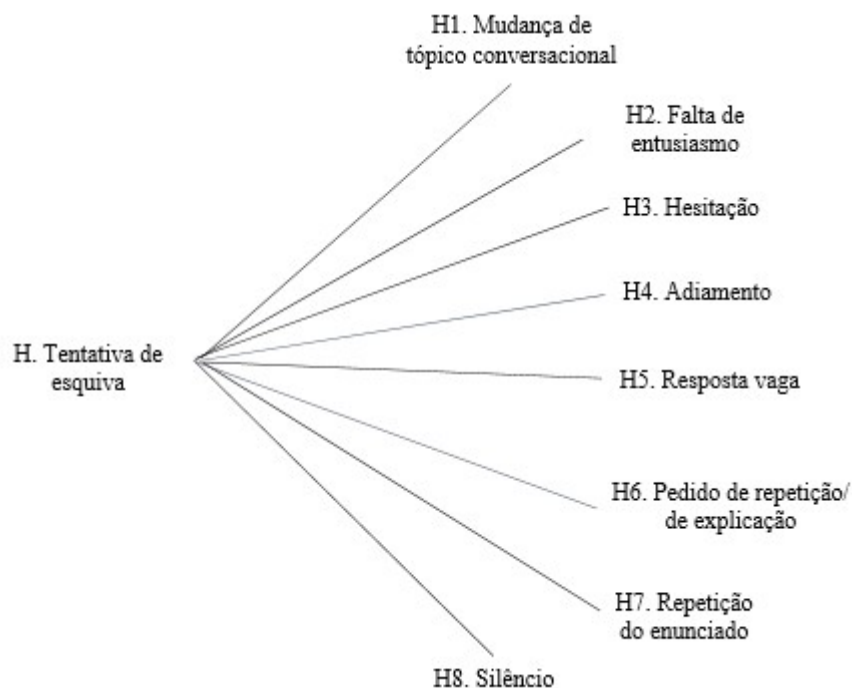 H1. Mudança de
tópico conversacional
H2. Falta de
entusiasmo
H3. Hesitação
H4. Adiamento
H. Tentativa de
esquiva
H5. Resposta vaga
H6. Pedido de repetição/
de explicação
H7. Repetição
do enunciado
H8. Silêncio